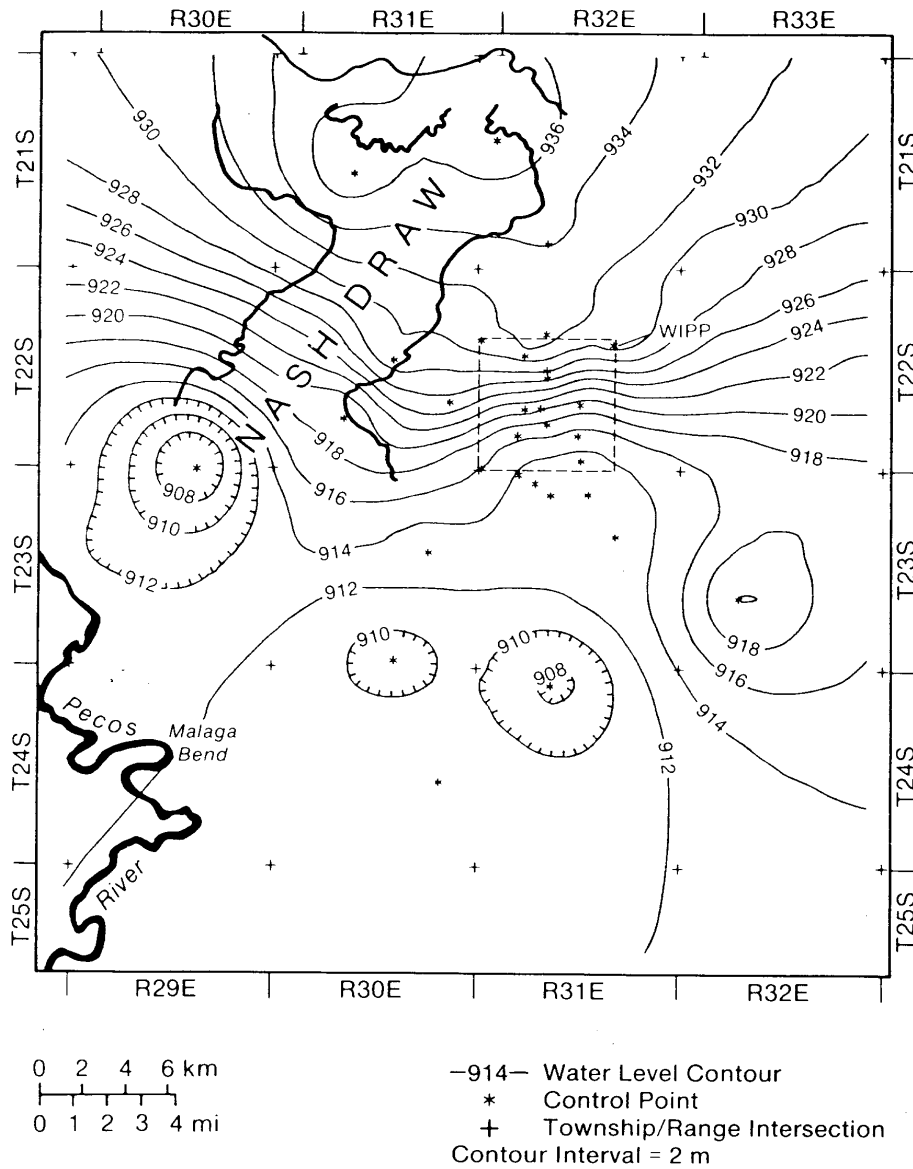 R30E R31E R32E R33E
T21S T21S
930 936 934 932 930
928 928
926 926
924 924
922 WIPP
920
NASH DRAW
T22S T22S
922
920
918 918
916
908
910
914
912
T23S T23S
912
910 910
908
918
916
914
Pecos
Malaga
Bend
912
T24S T24S
River
T25S T25S
R29E R30E R31E R32E
0 2 4 6 km
0 1 2 3 4 mi
–914– Water Level Contour
* Control Point
+ Township/Range Intersection
Contour Interval = 2 m